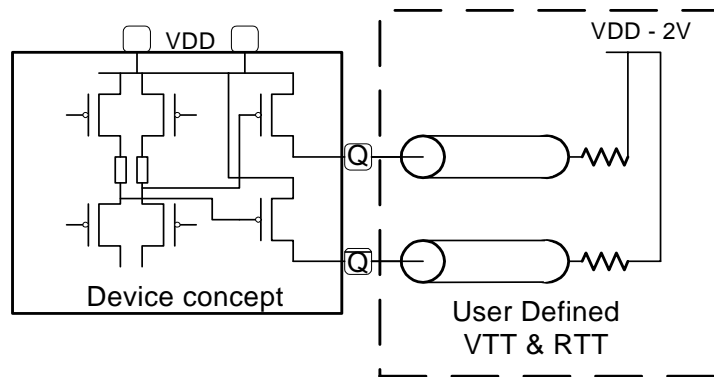 VDD
VDD - 2V
Q
Q̅
Device concept
User Defined
VTT & RTT